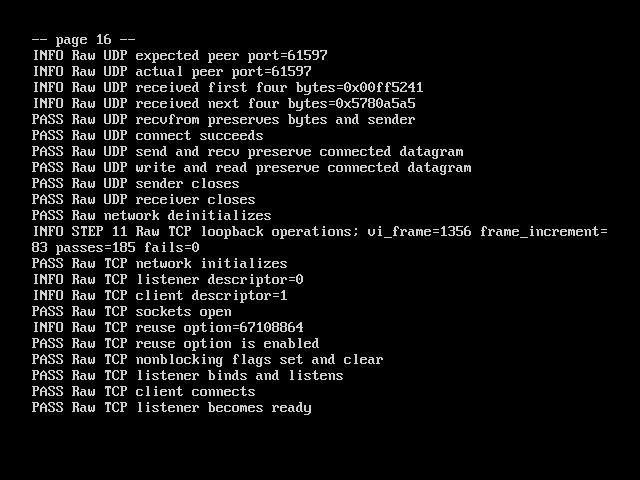 -- page 16 --
INFO Raw UDP expected peer port=61597
INFO Raw UDP actual peer port=61597
INFO Raw UDP received first four bytes=0x00ff5241
INFO Raw UDP received next four bytes=0x5780a5a5
PASS Raw UDP recvfrom preserves bytes and sender
PASS Raw UDP connect succeeds
PASS Raw UDP send and recv preserve connected datagram
PASS Raw UDP write and read preserve connected datagram
PASS Raw UDP sender closes
PASS Raw UDP receiver closes
PASS Raw network deinitializes
INFO STEP 11 Raw TCP loopback operations; vi_frame=1356 frame_increment=
83 passes=185 fails=0
PASS Raw TCP network initializes
INFO Raw TCP listener descriptor=0
INFO Raw TCP client descriptor=1
PASS Raw TCP sockets open
INFO Raw TCP reuse option=67108864
PASS Raw TCP reuse option is enabled
PASS Raw TCP nonblocking flags set and clear
PASS Raw TCP listener binds and listens
PASS Raw TCP client connects
PASS Raw TCP listener becomes ready